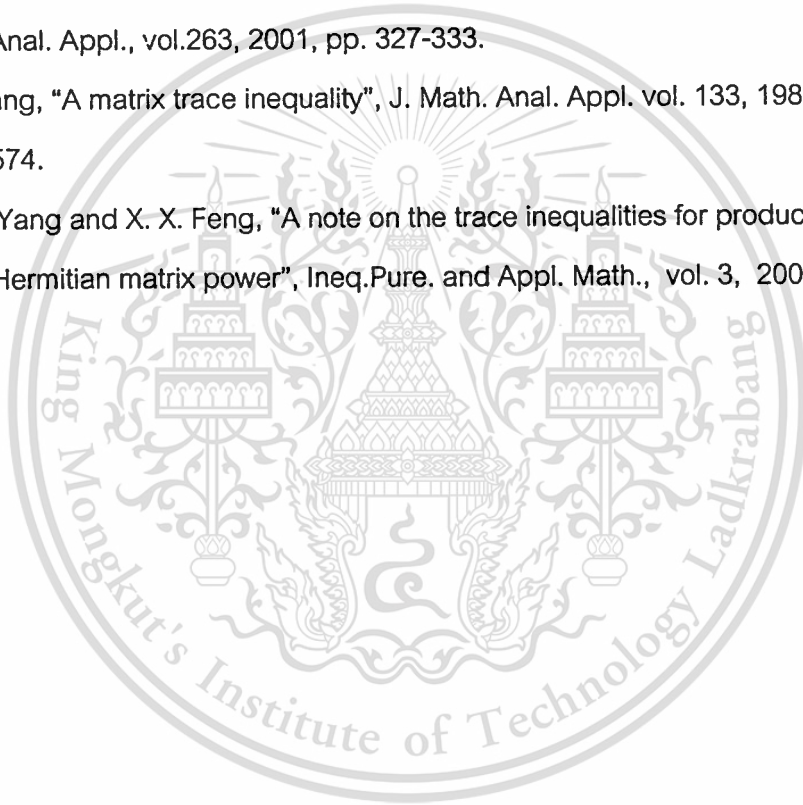 Anal. Appl., vol.263, 2001, pp. 327-333.
ang, “A matrix trace inequality”, J. Math. Anal. Appl. vol. 133, 198
574.
Yang and X. X. Feng, “A note on the trace inequalities for produc
Hermitian matrix power”, Ineq.Pure. and Appl. Math., vol. 3, 200
King Mongkut's Institute of Technology Ladkrabang